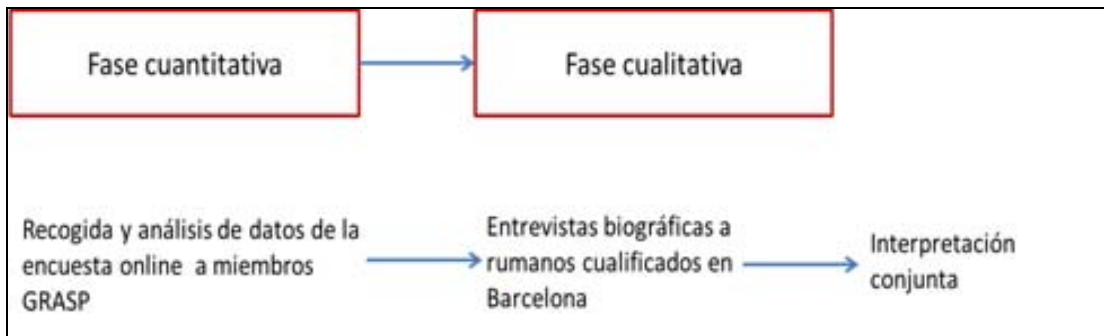 Fase cuantitativa
Fase cualitativa
Recogida y análisis de datos de la
encuesta online a miembros
GRASP
Entrevistas biográficas a
rumanos cualificados en
Barcelona
Interpretación
conjunta